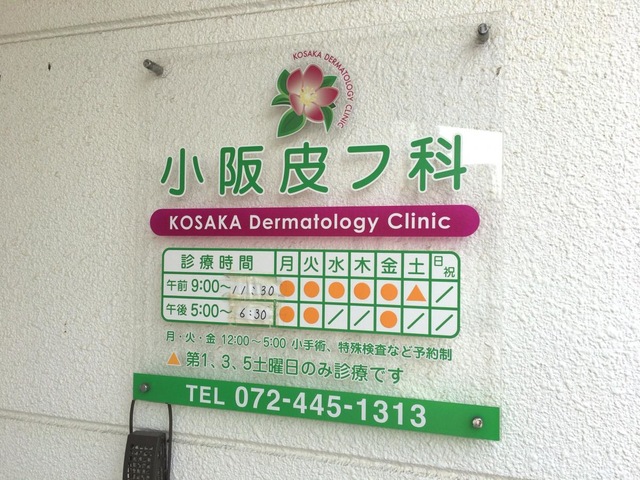 KOSAKA DERMATOLOGY CLINIC
小阪皮フ科
KOSAKA Dermatology Clinic
診療時間 月 火 水 木 金 土 日祝
午前 9:00～11:30 ● ● ● ● ● ▲ ／
午後 5:00～6:30 ● ● ／ ／ ● ／ ／
月・火・金 12:00～5:00 小手術、特殊検査など予約制
▲ 第1、3、5土曜日のみ診療です
TEL 072-445-1313